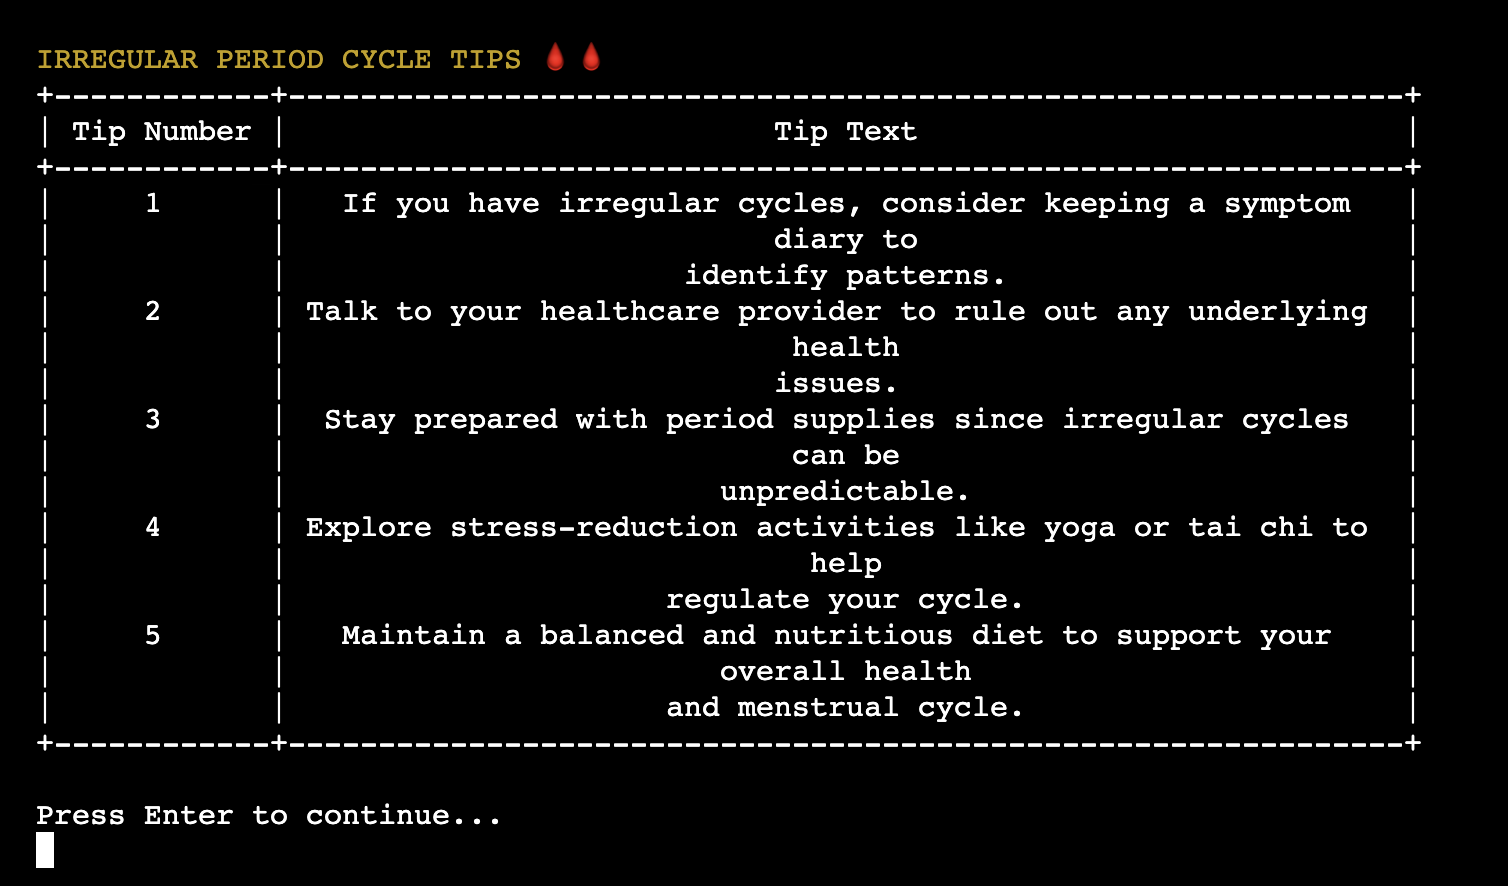 IRREGULAR PERIOD CYCLE TIPS 🩸🩸
+------------+--------------------------------------------------------------+
| Tip Number |                           Tip Text                           |
+------------+--------------------------------------------------------------+
|     1      |   If you have irregular cycles, consider keeping a symptom   |
|            |                           diary to                           |
|            |                      identify patterns.                      |
|     2      | Talk to your healthcare provider to rule out any underlying  |
|            |                            health                            |
|            |                           issues.                            |
|     3      |  Stay prepared with period supplies since irregular cycles   |
|            |                            can be                            |
|            |                        unpredictable.                        |
|     4      | Explore stress-reduction activities like yoga or tai chi to  |
|            |                             help                             |
|            |                     regulate your cycle.                     |
|     5      |   Maintain a balanced and nutritious diet to support your    |
|            |                        overall health                        |
|            |                     and menstrual cycle.                     |
+------------+--------------------------------------------------------------+
Press Enter to continue...